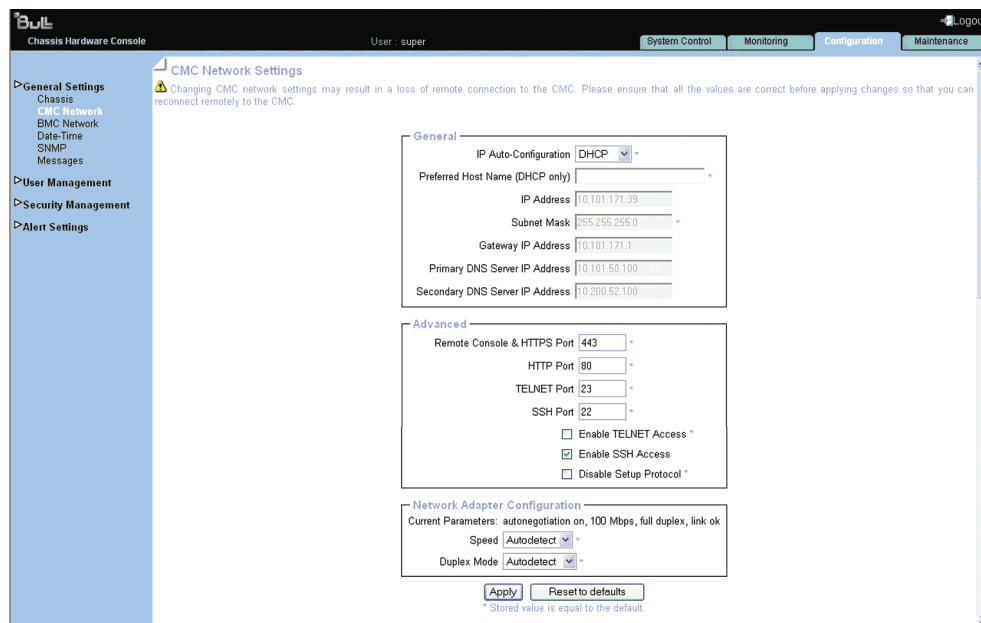 Bull
Logou
Chassis Hardware Console
User : super
System Control
Monitoring
Configuration
Maintenance
General Settings
Chassis
CMC Network
BMC Network
Date-Time
SNMP
Messages
User Management
Security Management
Alert Settings
CMC Network Settings
Changing CMC network settings may result in a loss of remote connection to the CMC. Please ensure that all the values are correct before applying changes so that you can
reconnect remotely to the CMC.
General
IP Auto-Configuration DHCP *
Preferred Host Name (DHCP only) *
IP Address 10.101.171.39
Subnet Mask 255.255.255.0 *
Gateway IP Address 10.101.171.1
Primary DNS Server IP Address 10.101.50.100
Secondary DNS Server IP Address 10.200.52.100
Advanced
Remote Console & HTTPS Port 443 *
HTTP Port 80 *
TELNET Port 23 *
SSH Port 22 *
Enable TELNET Access *
Enable SSH Access
Disable Setup Protocol *
Network Adapter Configuration
Current Parameters: autonegotiation on, 100 Mbps, full duplex, link ok
Speed Autodetect *
Duplex Mode Autodetect *
Apply Reset to defaults
* Stored value is equal to the default.